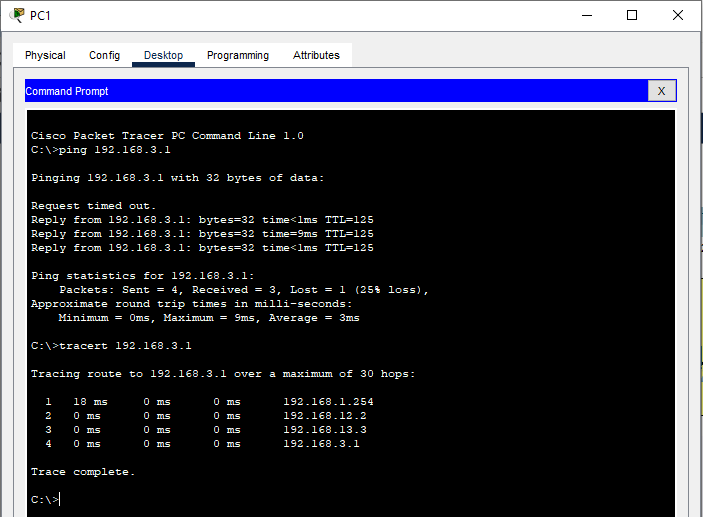 PC1
Physical Config Desktop Programming Attributes
Command Prompt
X
Cisco Packet Tracer PC Command Line 1.0
C:\>ping 192.168.3.1
Pinging 192.168.3.1 with 32 bytes of data:
Request timed out.
Reply from 192.168.3.1: bytes=32 time<1ms TTL=125
Reply from 192.168.3.1: bytes=32 time=9ms TTL=125
Reply from 192.168.3.1: bytes=32 time<1ms TTL=125
Ping statistics for 192.168.3.1:
Packets: Sent = 4, Received = 3, Lost = 1 (25% loss),
Approximate round trip times in milli-seconds:
Minimum = 0ms, Maximum = 9ms, Average = 3ms
C:\>tracert 192.168.3.1
Tracing route to 192.168.3.1 over a maximum of 30 hops:
1 18 ms 0 ms 0 ms 192.168.1.254
2 0 ms 0 ms 0 ms 192.168.12.2
3 0 ms 0 ms 0 ms 192.168.13.3
4 0 ms 0 ms 0 ms 192.168.3.1
Trace complete.
C:\>